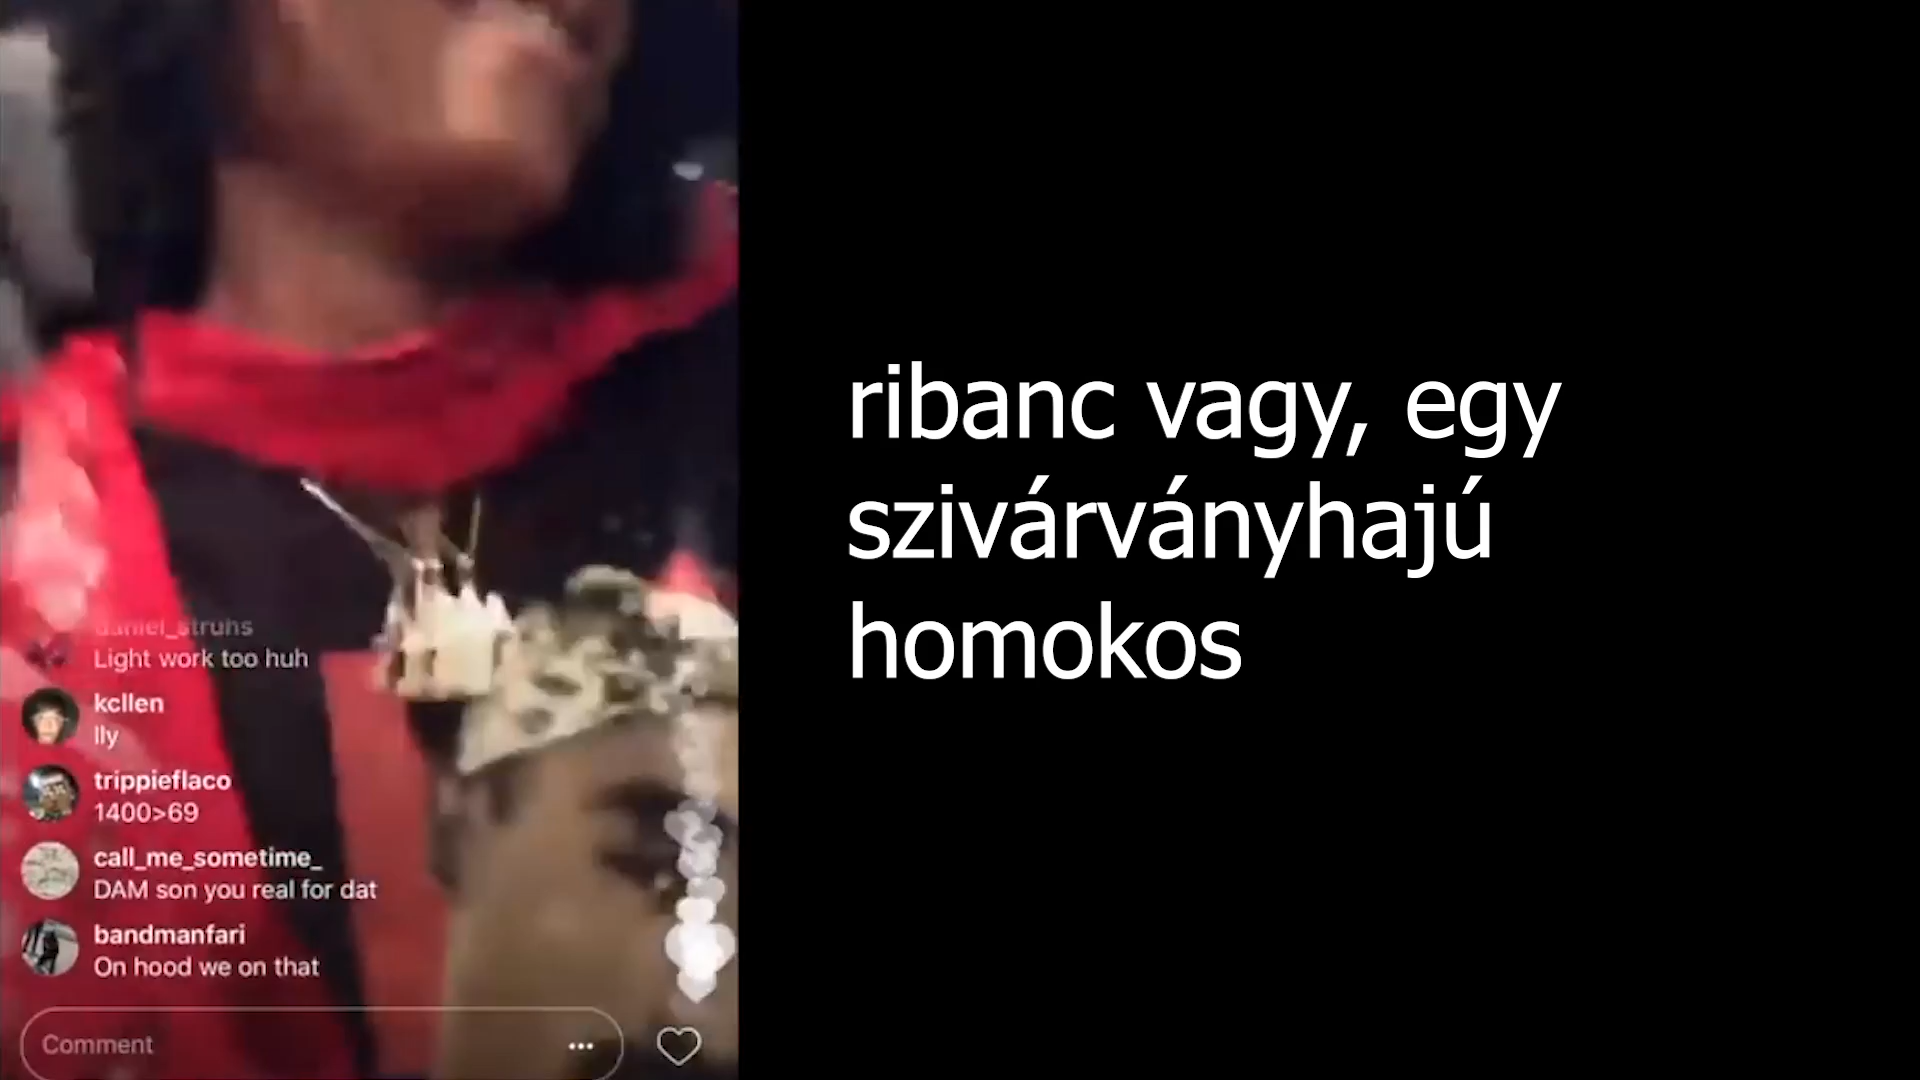 daniel_struhs
Light work too huh
kcllen
lly
trippieflaco
1400>69
call_me_sometime_
DAM son you real for dat
bandmanfari
On hood we on that
Comment
ribanc vagy, egy
szivárványhajú
homokos